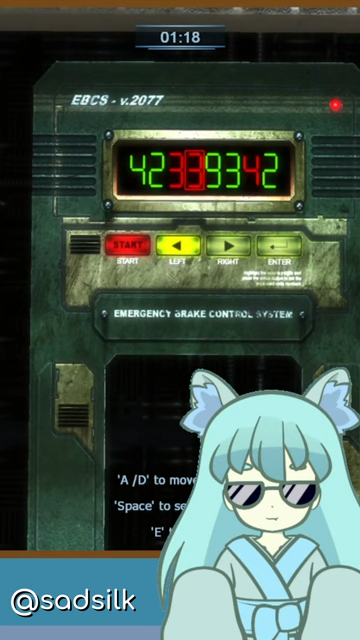 01:18
EBCS - v.2077
42339342
START
START LEFT RIGHT ENTER
EMERGENCY BRAKE CONTROL SYSTEM
'A /D' to move
'Space' to se
'E'
@sadsilk